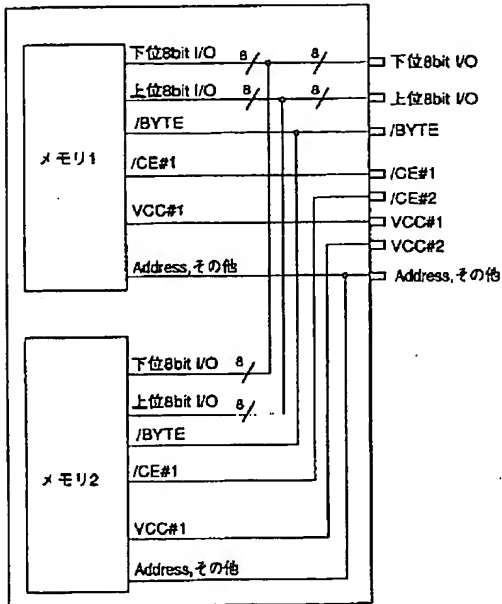 下位8bit I/O 8 8 下位8bit I/O
上位8bit I/O 8 8 上位8bit I/O
/BYTE /BYTE
メモリ1
/CE#1 /CE#1
/CE#2
VCC#1 VCC#1
VCC#2
Address,その他 Address,その他
下位8bit I/O 8
上位8bit I/O 8
/BYTE
メモリ2
/CE#1
VCC#1
Address,その他